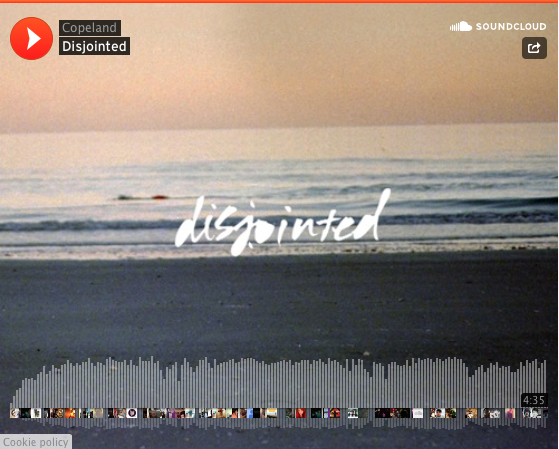 Copeland
SOUNDCLOUD
Disjointed
disjointed
4:35
Cookie policy